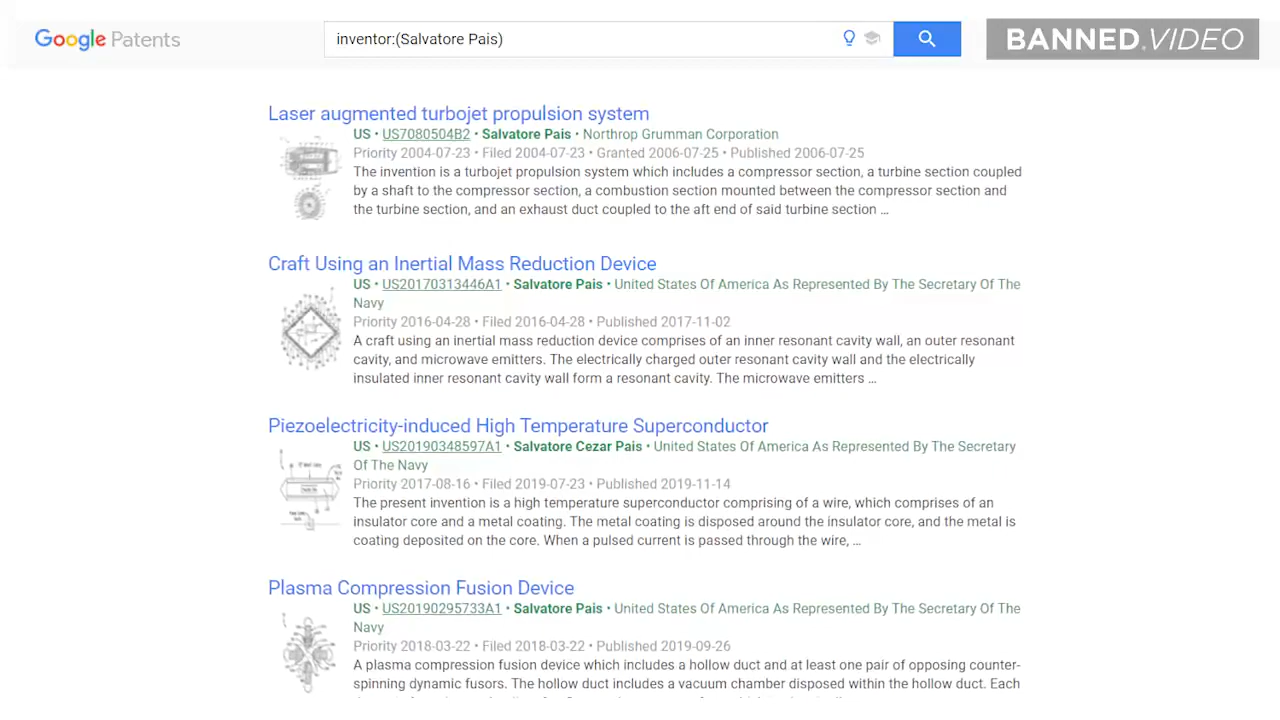 Google Patents
inventor:(Salvatore Pais)
BANNED.VIDEO
Laser augmented turbojet propulsion system
US • US7080504B2 • Salvatore Pais • Northrop Grumman Corporation
Priority 2004-07-23 • Filed 2004-07-23 • Granted 2006-07-25 • Published 2006-07-25
The invention is a turbojet propulsion system which includes a compressor section, a turbine section coupled
by a shaft to the compressor section, a combustion section mounted between the compressor section and
the turbine section, and an exhaust duct coupled to the aft end of said turbine section …
Craft Using an Inertial Mass Reduction Device
US • US20170313446A1 • Salvatore Pais • United States Of America As Represented By The Secretary Of The
Navy
Priority 2016-04-28 • Filed 2016-04-28 • Published 2017-11-02
A craft using an inertial mass reduction device comprises of an inner resonant cavity wall, an outer resonant
cavity, and microwave emitters. The electrically charged outer resonant cavity wall and the electrically
insulated inner resonant cavity wall form a resonant cavity. The microwave emitters …
Piezoelectricity-induced High Temperature Superconductor
US • US20190348597A1 • Salvatore Cezar Pais • United States Of America As Represented By The Secretary
Of The Navy
Priority 2017-08-16 • Filed 2019-07-23 • Published 2019-11-14
The present invention is a high temperature superconductor comprising of a wire, which comprises of an
insulator core and a metal coating. The metal coating is disposed around the insulator core, and the metal is
coating deposited on the core. When a pulsed current is passed through the wire, …
Plasma Compression Fusion Device
US • US20190295733A1 • Salvatore Pais • United States Of America As Represented By The Secretary Of The
Navy
Priority 2018-03-22 • Filed 2018-03-22 • Published 2019-09-26
A plasma compression fusion device which includes a hollow duct and at least one pair of opposing counter-
spinning dynamic fusors. The hollow duct includes a vacuum chamber disposed within the hollow duct. Each